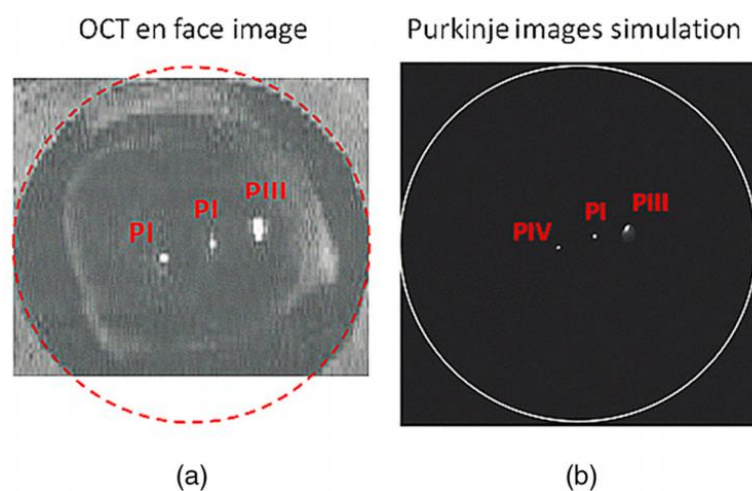 OCT en face image
Purkinje images simulation
PI
PI
PIII
PIV
PI
PIII
(a)
(b)